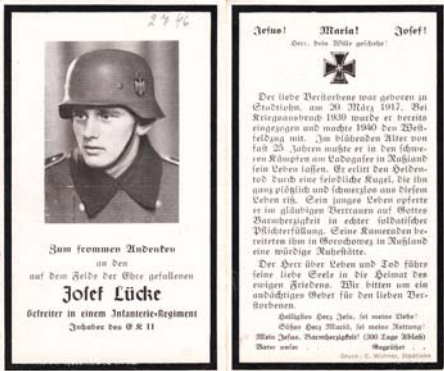 2746
Zum frommen Andenken
an den
auf dem Felde der Ehre gefallenen
Josef Lücke
Gefreiter in einem Infanterie-Regiment
Inhaber des EK II
Jesus! Maria! Josef!
Herr, dein Wille geschehe!
Der liebe Verstorbene war geboren zu
Stadtlohn, am 20 März 1917. Bei
Kriegsausbruch 1939 wurde er bereits
eingezogen und machte 1940 den West-
feldzug mit. Im blühenden Alter von
fast 25 Jahren mußte er in den schwe-
ren Kämpfen am Ladogasee in Rußland
sein Leben lassen. Er erlitt den Helden-
tod durch eine feindliche Kugel, die ihn
ganz plötzlich und schmerzlos aus diesem
Leben riß. Sein junges Leben opferte
er im gläubigen Vertrauen auf Gottes
Barmherzigkeit in echter soldatischer
Pflichterfüllung. Seine Kameraden be-
reiteten ihm in Gorochowez in Rußland
eine würdige Ruhestätte.
Der Herr über Leben und Tod führe
seine liebe Seele in die Heimat des
ewigen Friedens. Wir bitten um ein
andächtiges Gebet für den lieben Ver-
storbenen.
Heiligstes Herz Jesu, sei meine Liebe!
Süßes Herz Mariä, sei meine Rettung!
Mein Jesus, Barmherzigkeit! (300 Tage Ablaß)
Vater unser Gegrüßet
Druck: C. Wüllner, Stadtlohn